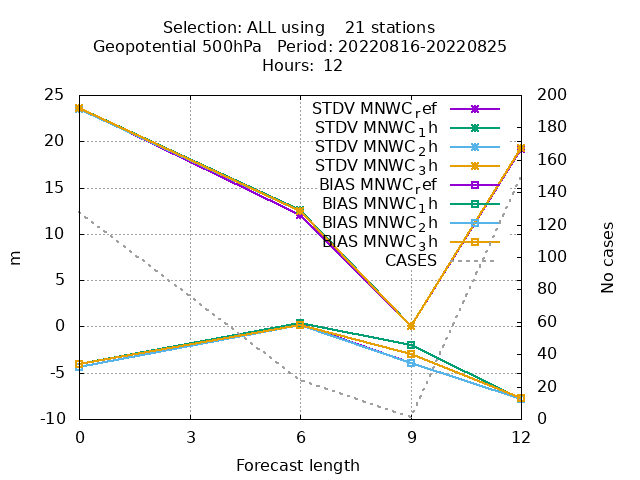 Selection: ALL using 21 stations
Geopotential 500hPa Period: 20220816-20220825
Hours: 12
25
20
15
10
5
0
-5
-10
m
200
180
160
140
120
100
80
60
40
20
0
No cases
STDV MNWC_ref
STDV MNWC_1h
STDV MNWC_2h
STDV MNWC_3h
BIAS MNWC_ref
BIAS MNWC_1h
BIAS MNWC_2h
BIAS MNWC_3h
CASES
0 3 6 9 12
Forecast length